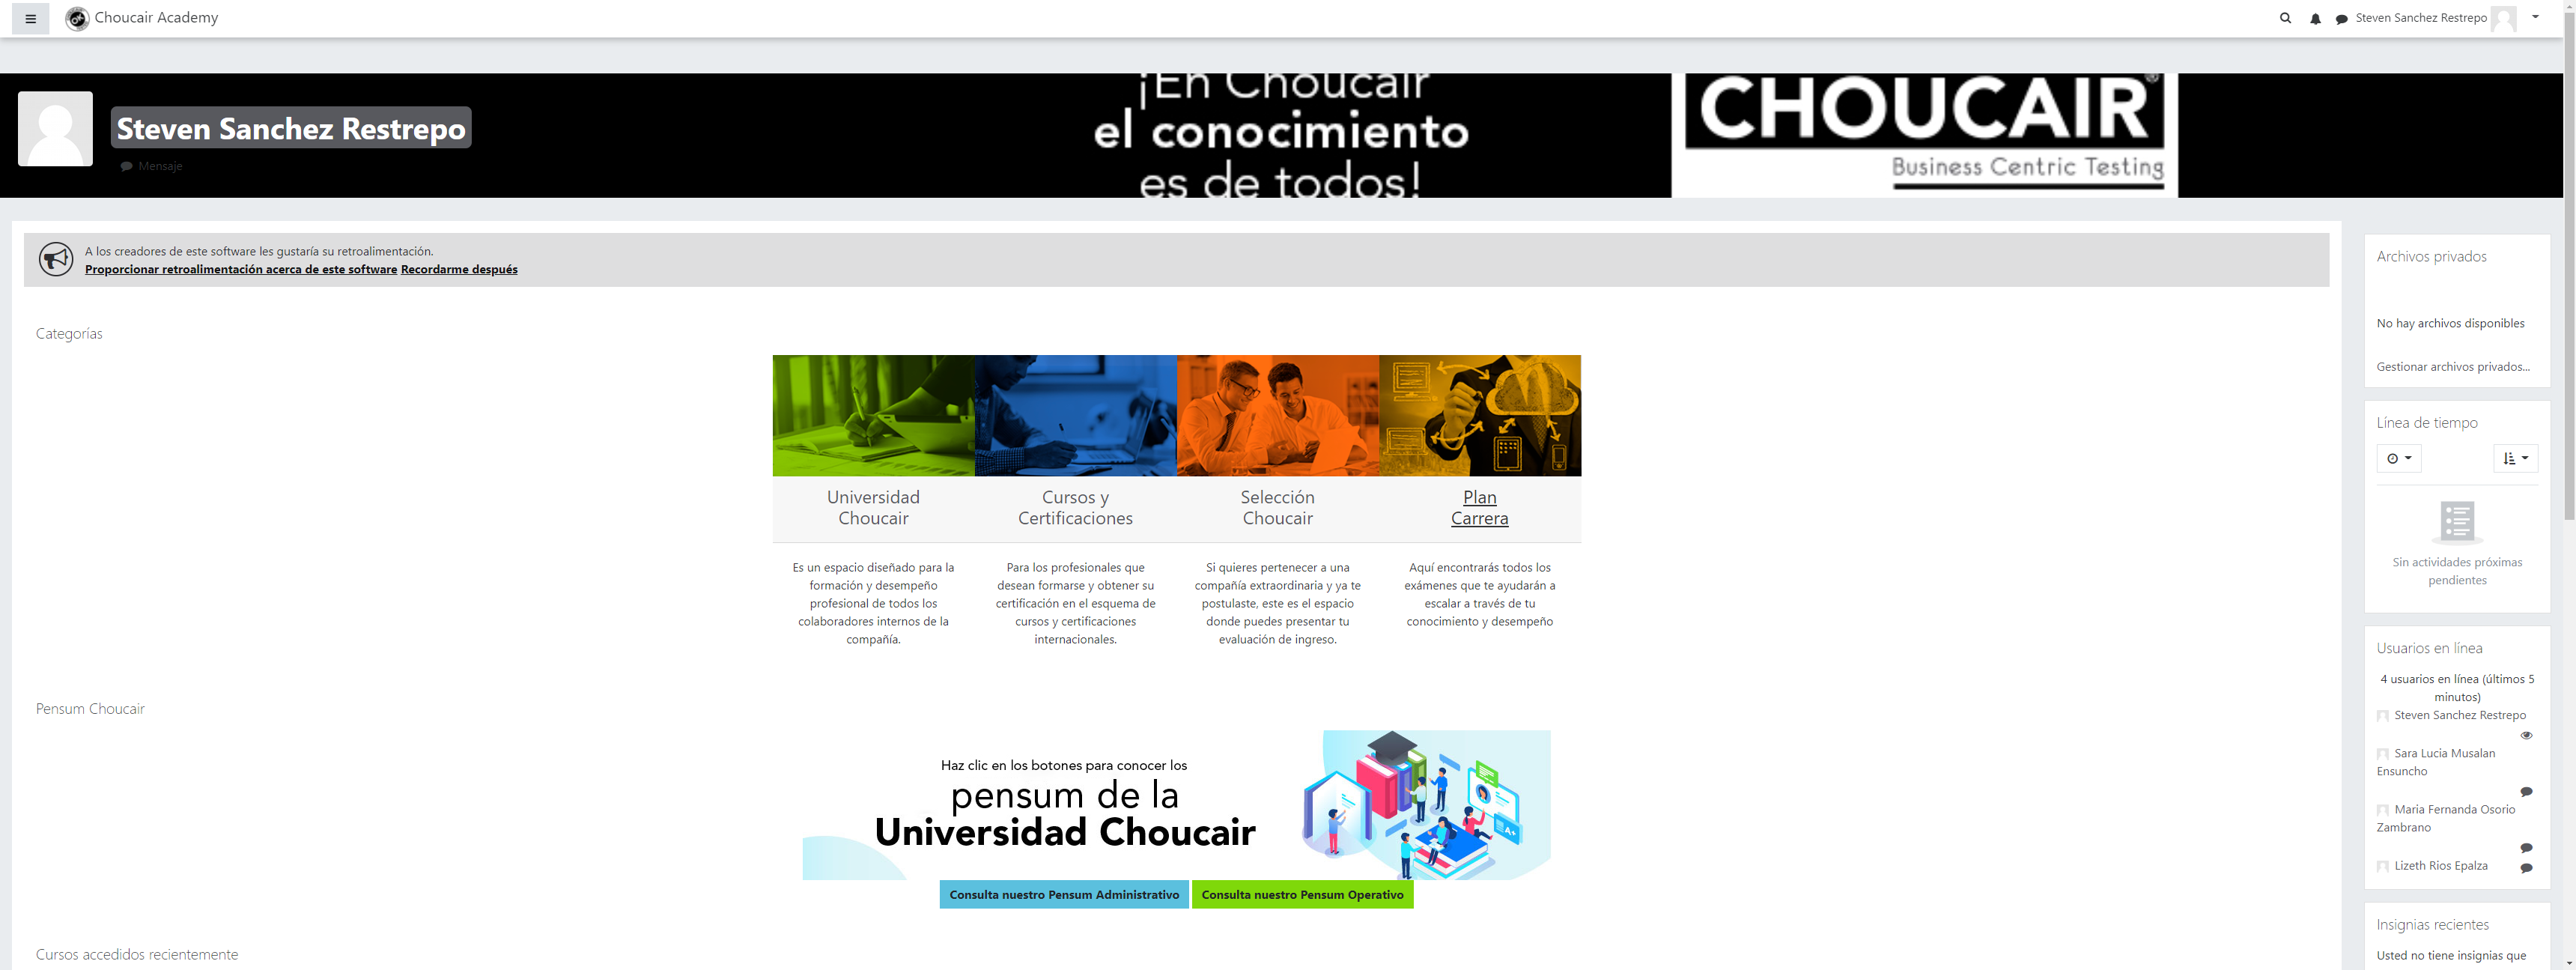 Choucair Academy
Steven Sanchez Restrepo
Steven Sanchez Restrepo
Mensaje
¡En Choucair
el conocimiento
es de todos!
CHOUCAIR®
Business Centric Testing
A los creadores de este software les gustaría su retroalimentación.
Proporcionar retroalimentación acerca de este software Recordarme después
Categorías
Universidad
Choucair
Es un espacio diseñado para la
formación y desempeño
profesional de todos los
colaboradores internos de la
compañía.
Cursos y
Certificaciones
Para los profesionales que
desean formarse y obtener su
certificación en el esquema de
cursos y certificaciones
internacionales.
Selección
Choucair
Si quieres pertenecer a una
compañía extraordinaria y ya te
postulaste, este es el espacio
donde puedes presentar tu
evaluación de ingreso.
Plan
Carrera
Aquí encontrarás todos los
exámenes que te ayudarán a
escalar a través de tu
conocimiento y desempeño
Pensum Choucair
Haz clic en los botones para conocer los
pensum de la
Universidad Choucair
A+
Consulta nuestro Pensum Administrativo
Consulta nuestro Pensum Operativo
Cursos accedidos recientemente
Archivos privados
No hay archivos disponibles
Gestionar archivos privados...
Línea de tiempo
Sin actividades próximas
pendientes
Usuarios en línea
4 usuarios en línea (últimos 5
minutos)
Steven Sanchez Restrepo
Sara Lucia Musalan
Ensuncho
Maria Fernanda Osorio
Zambrano
Lizeth Rios Epalza
Insignias recientes
Usted no tiene insignias que